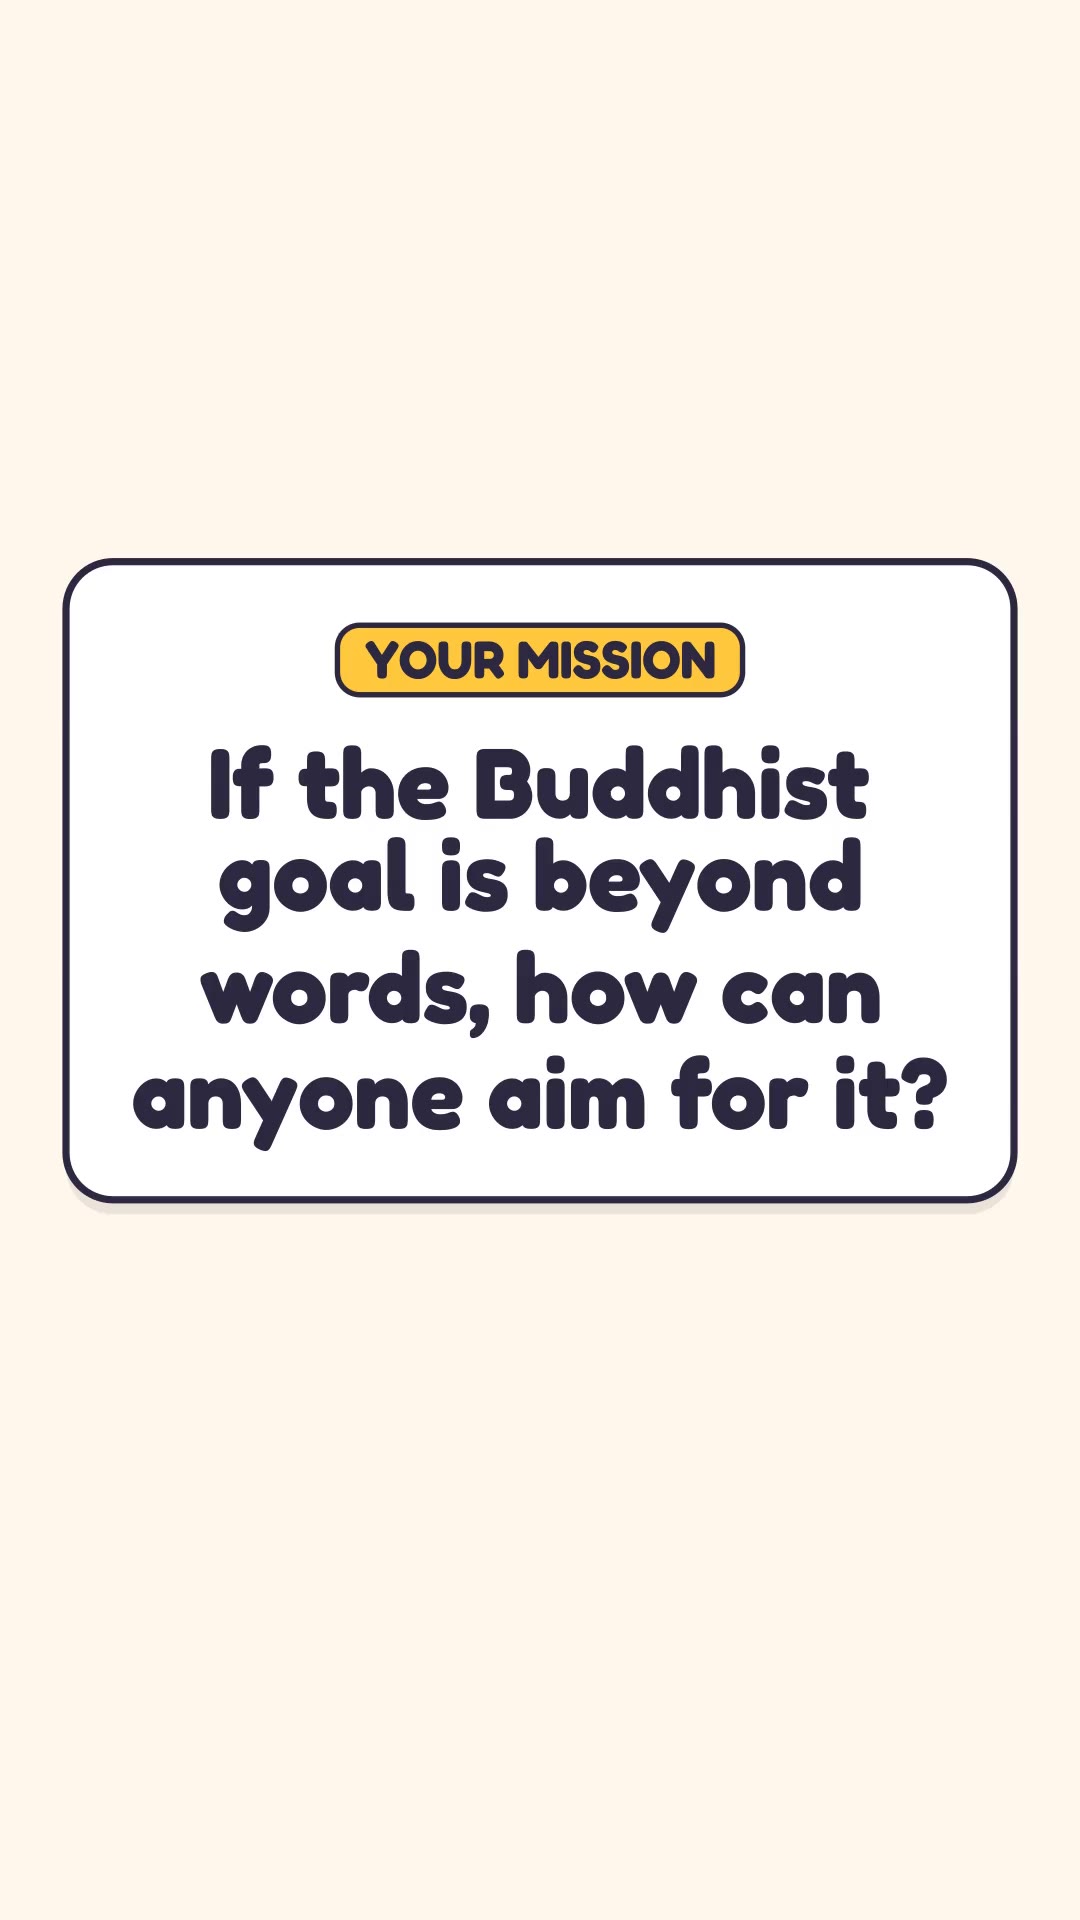 YOUR MISSION
If the Buddhist
goal is beyond
words, how can
anyone aim for it?